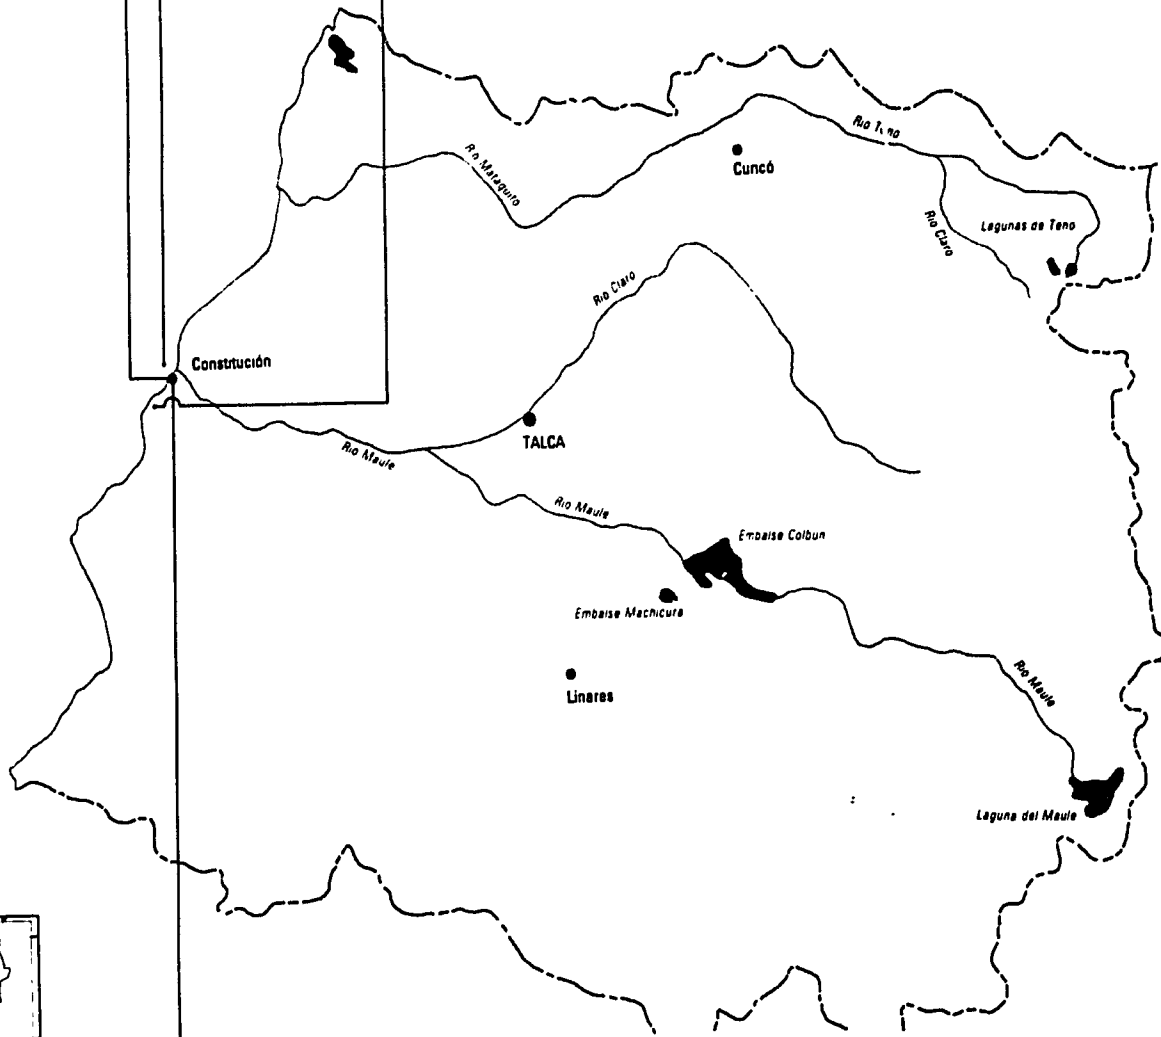 Río Mataquito
Río Teno
Cuncó
Río Claro
Lagunas de Teno
Río Claro
Constitución
TALCA
Río Maule
Río Maule
Embalse Colbun
Embalse Machicura
Linares
Río Maule
Laguna del Maule